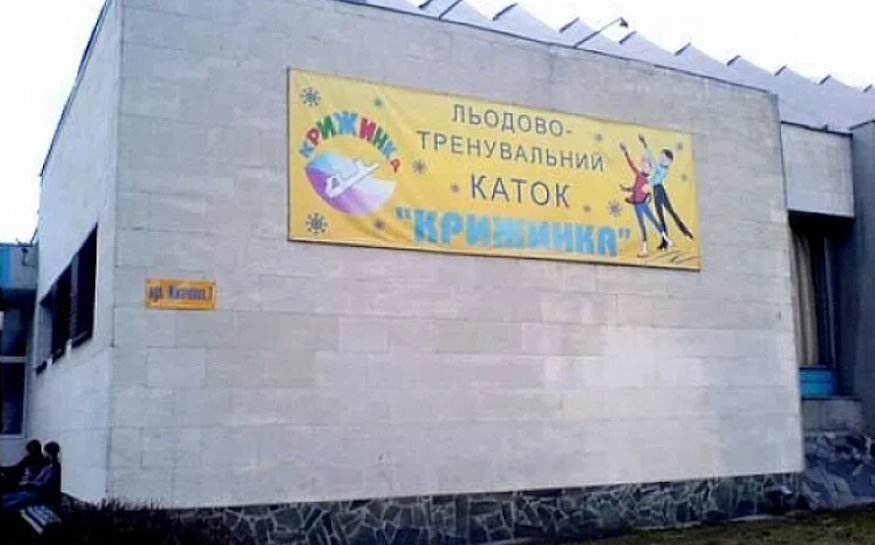 КРИЖИНКА
ЛЬОДОВО-
ТРЕНУВАЛЬНИЙ
КАТОК
"КРИЖИНКА"